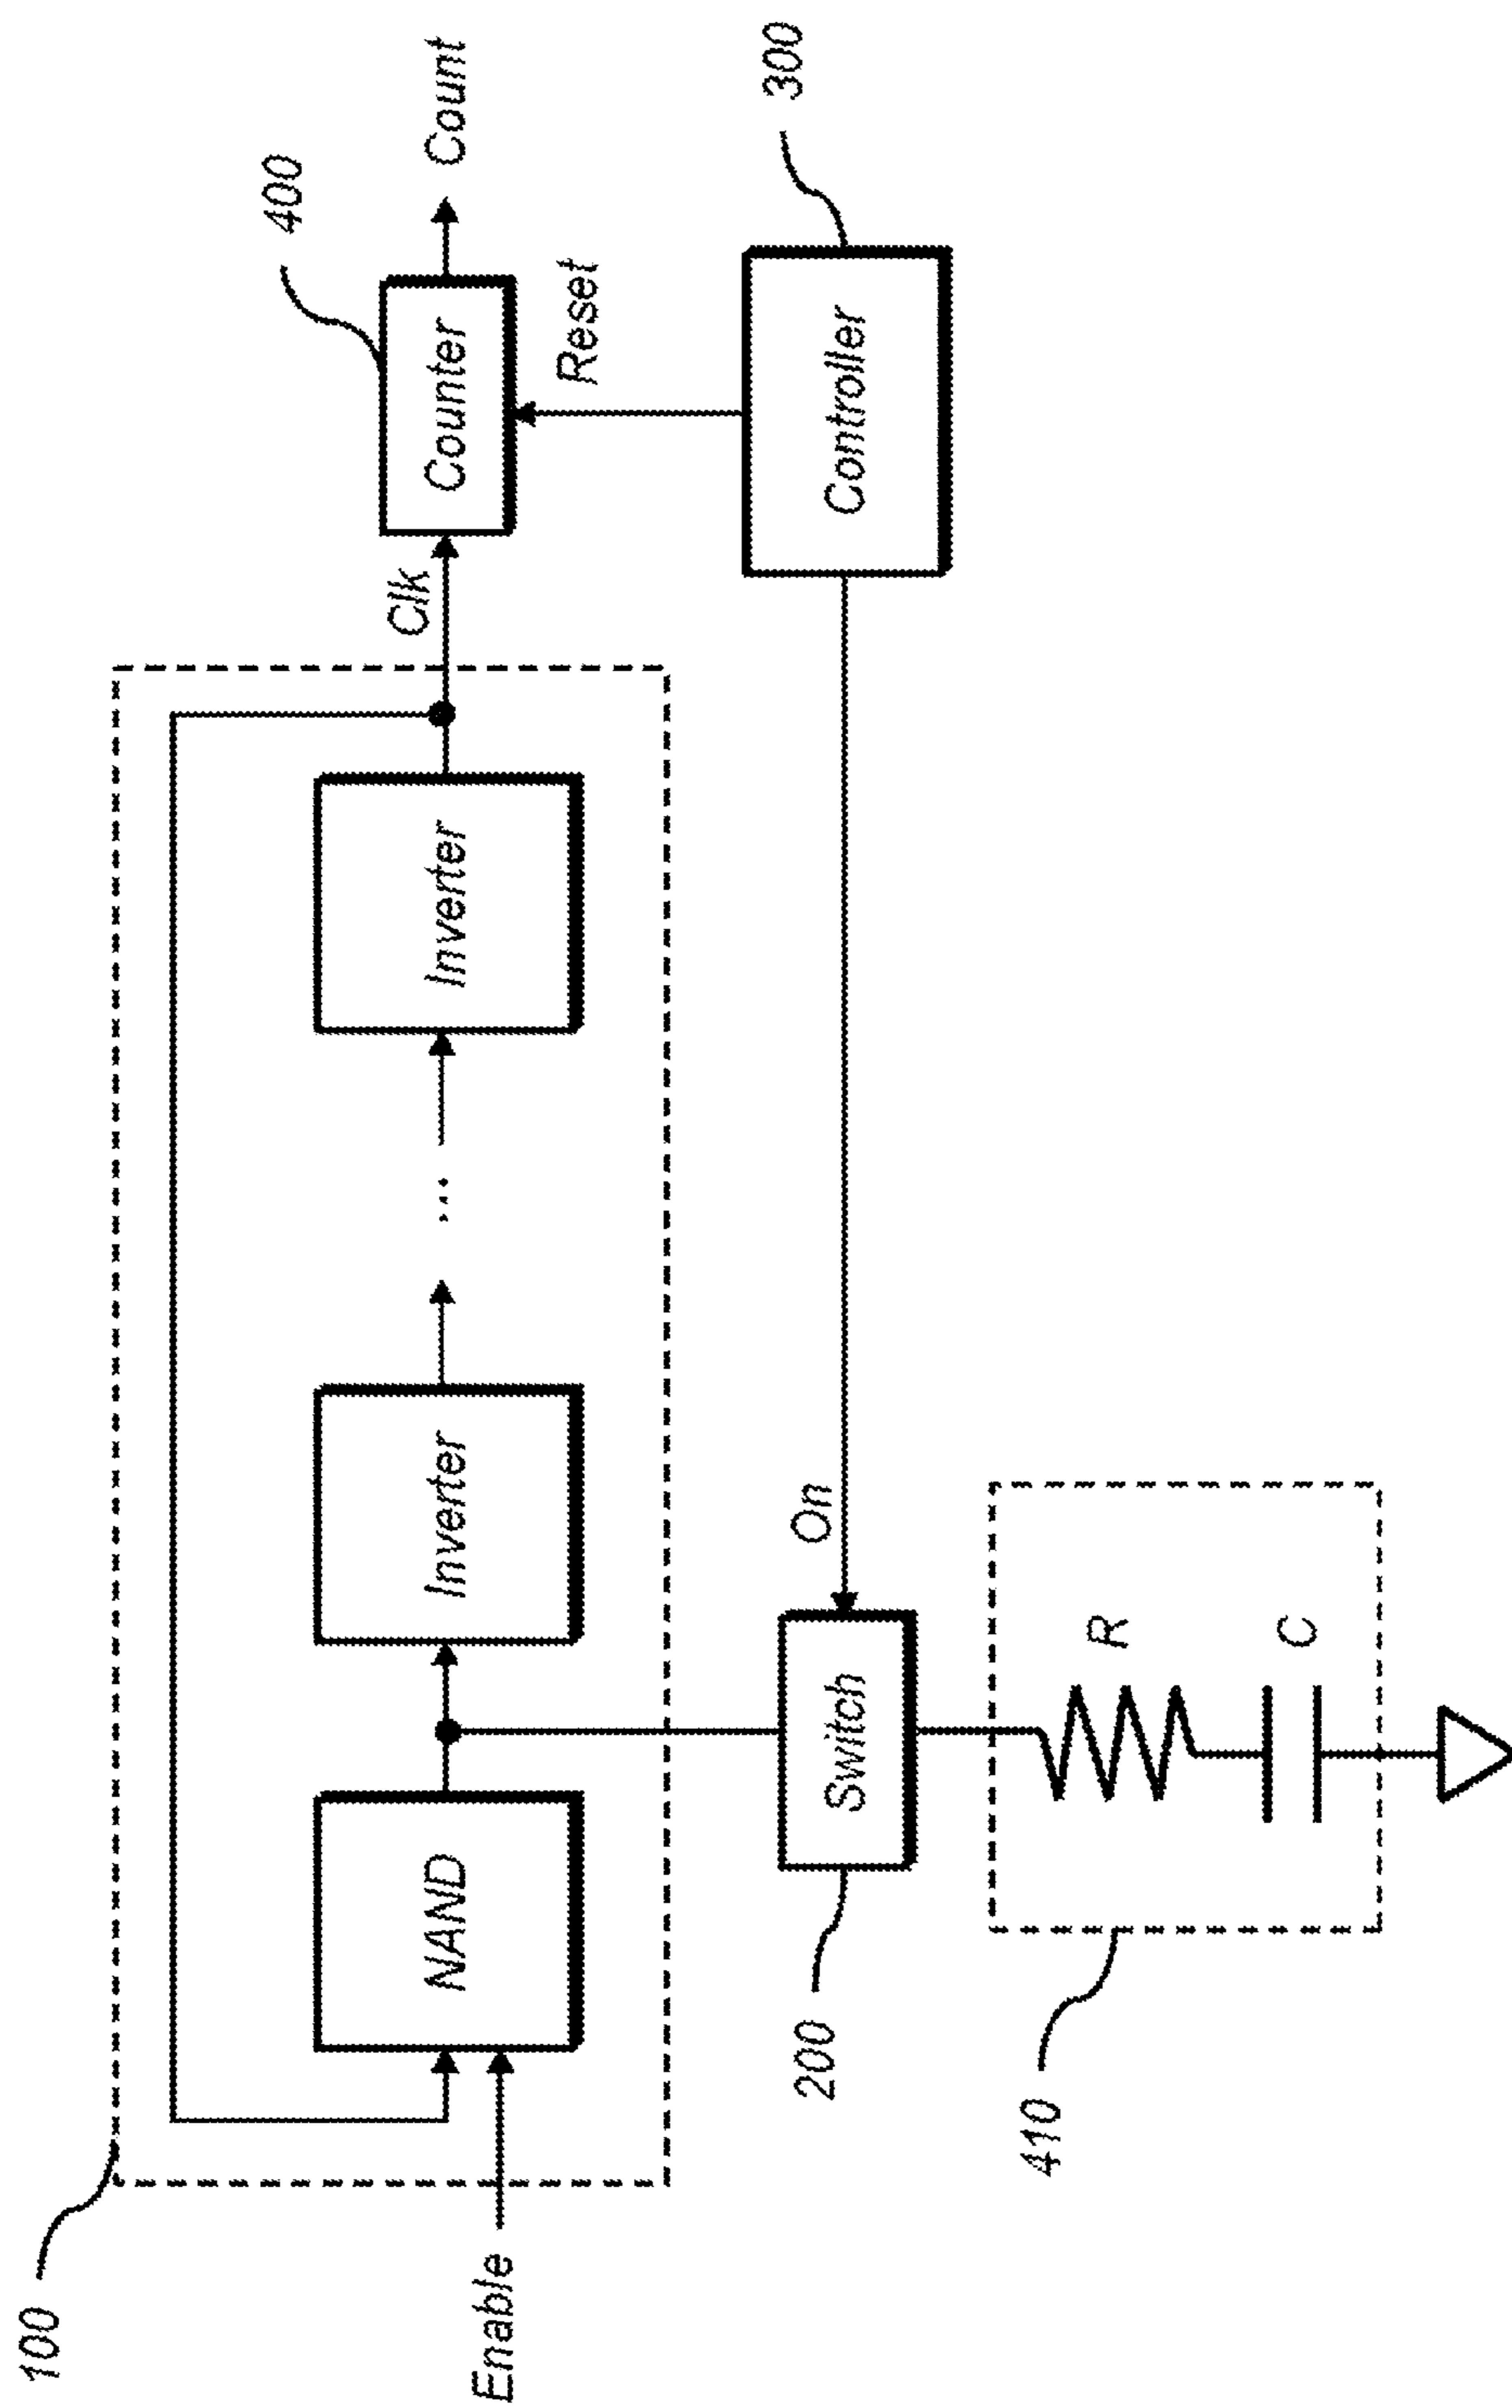 100
Enable
NAND
Inverter
...
Inverter
Clk
Counter
400
Count
Reset
200
Switch
On
Controller
300
410
R
C